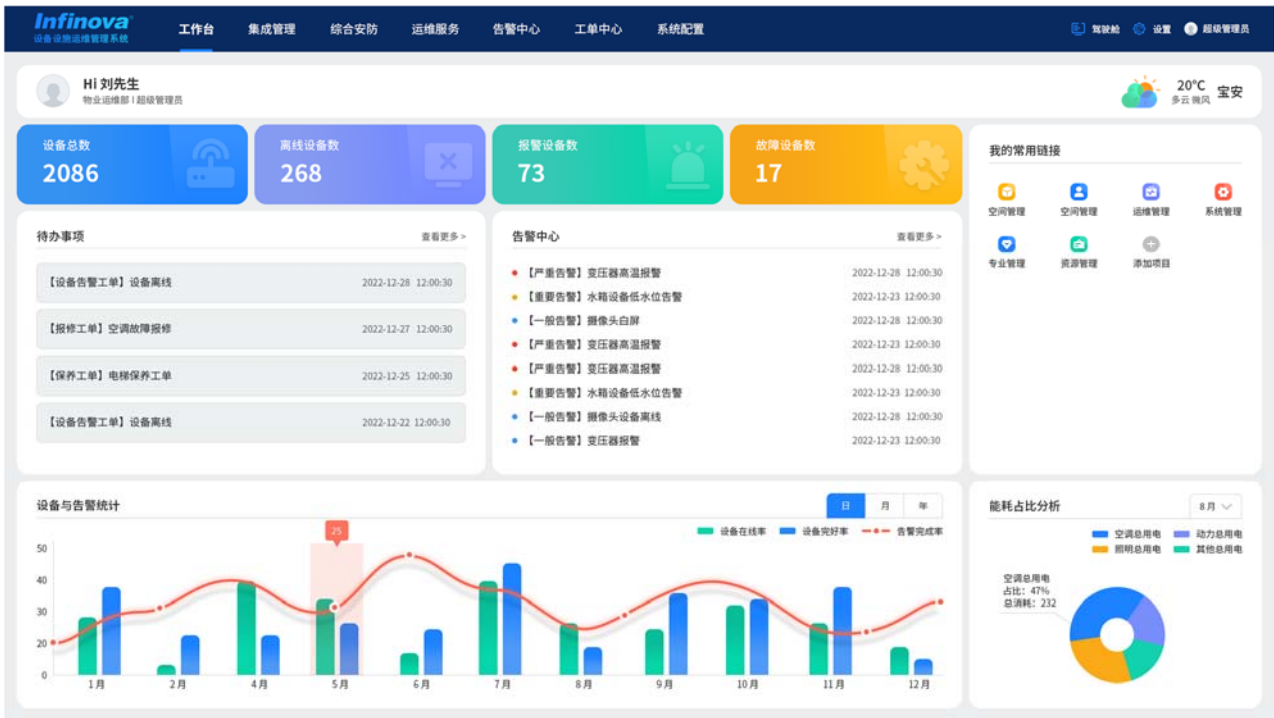 Infinova
设备设施运维管理系统
工作台 集成管理 综合安防 运维服务 告警中心 工单中心 系统配置
驾驶舱 设置 超级管理员
Hi 刘先生
物业运维部 | 超级管理员
20°C
多云 微风
宝安
设备总数
2086
离线设备数
268
报警设备数
73
故障设备数
17
我的常用链接
空间管理 空间管理 运维管理 系统管理
专业管理 资源管理 添加项目
待办事项 查看更多 >
【设备告警工单】设备离线 2022-12-28 12:00:30
【报修工单】空调故障报修 2022-12-27 12:00:30
【保养工单】电梯保养工单 2022-12-25 12:00:30
【设备告警工单】设备离线 2022-12-22 12:00:30
告警中心 查看更多 >
【严重告警】变压器高温报警 2022-12-28 12:00:30
【重要告警】水箱设备低水位告警 2022-12-23 12:00:30
【一般告警】摄像头白屏 2022-12-28 12:00:30
【严重告警】变压器高温报警 2022-12-23 12:00:30
【严重告警】变压器高温报警 2022-12-28 12:00:30
【重要告警】水箱设备低水位告警 2022-12-23 12:00:30
【一般告警】摄像头设备离线 2022-12-28 12:00:30
【一般告警】变压器报警 2022-12-23 12:00:30
设备与告警统计
日 月 年
设备在线率 设备完好率 告警完成率
25
50
40
30
20
0
1月 2月 4月 5月 6月 7月 8月 9月 10月 11月 12月
能耗占比分析 8月
空调总用电 动力总用电
照明总用电 其他总用电
空调总用电
占比：47%
总消耗：232